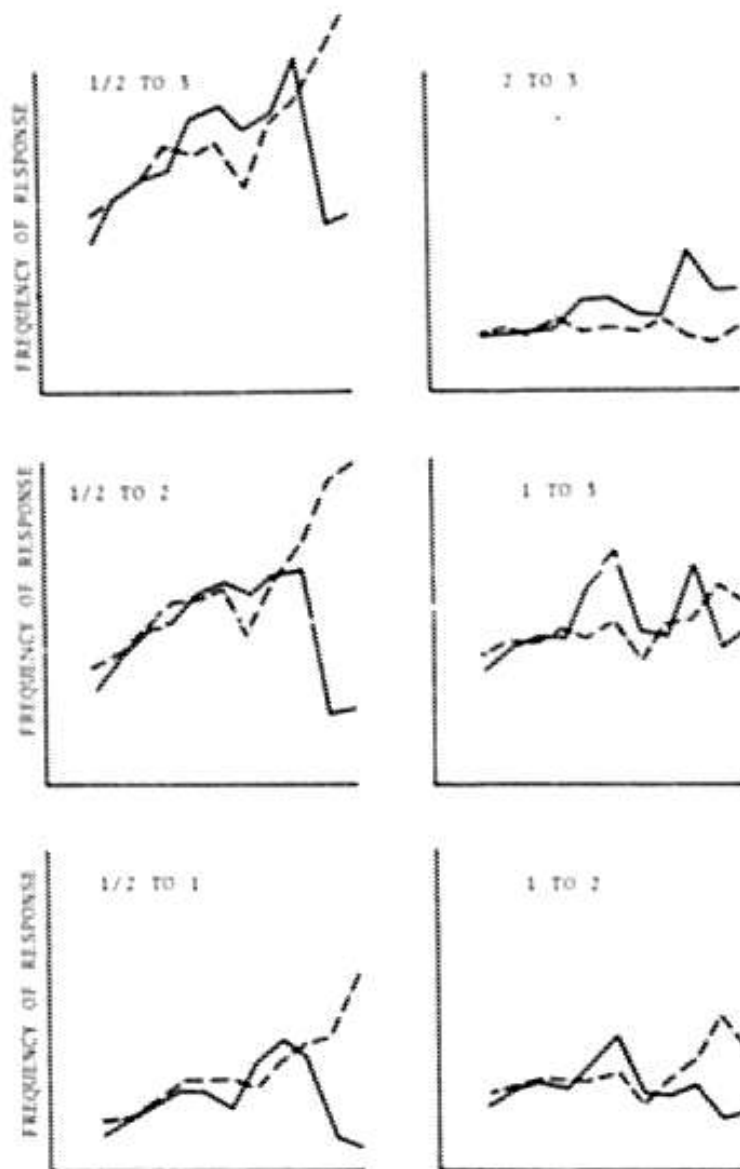 1/2 TO 3
2 TO 3
FREQUENCY OF RESPONSE
1/2 TO 2
1 TO 3
FREQUENCY OF RESPONSE
1/2 TO 1
1 TO 2
FREQUENCY OF RESPONSE